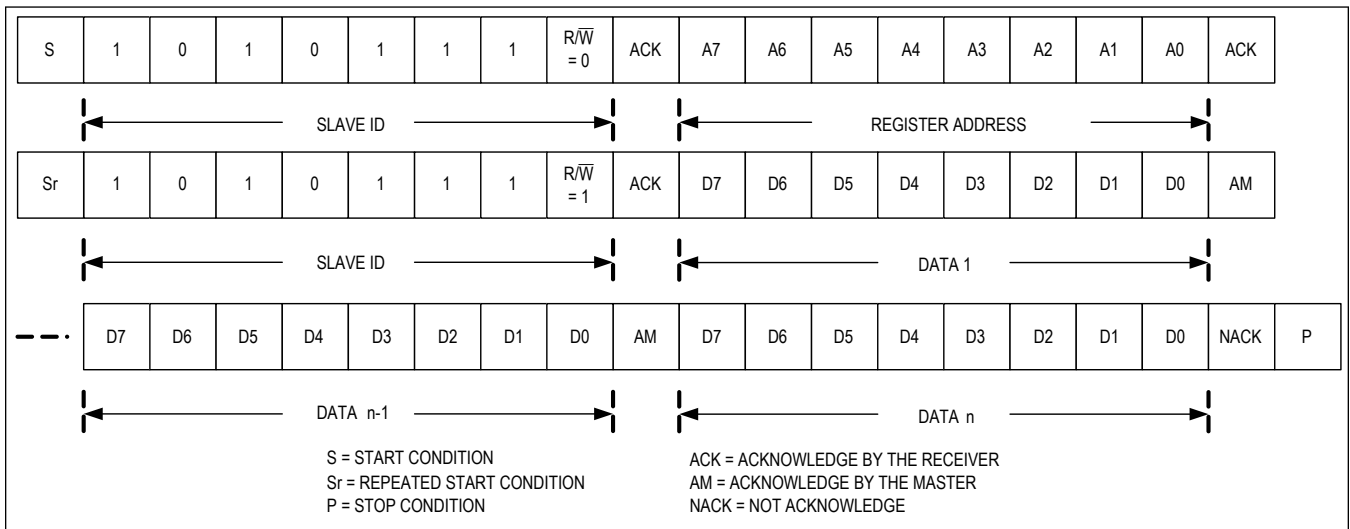 S 1 0 1 0 1 1 1 R/W̅ = 0 ACK A7 A6 A5 A4 A3 A2 A1 A0 ACK
SLAVE ID REGISTER ADDRESS
Sr 1 0 1 0 1 1 1 R/W̅ = 1 ACK D7 D6 D5 D4 D3 D2 D1 D0 AM
SLAVE ID DATA 1
D7 D6 D5 D4 D3 D2 D1 D0 AM D7 D6 D5 D4 D3 D2 D1 D0 NACK P
DATA n-1 DATA n
S = START CONDITION
Sr = REPEATED START CONDITION
P = STOP CONDITION
ACK = ACKNOWLEDGE BY THE RECEIVER
AM = ACKNOWLEDGE BY THE MASTER
NACK = NOT ACKNOWLEDGE